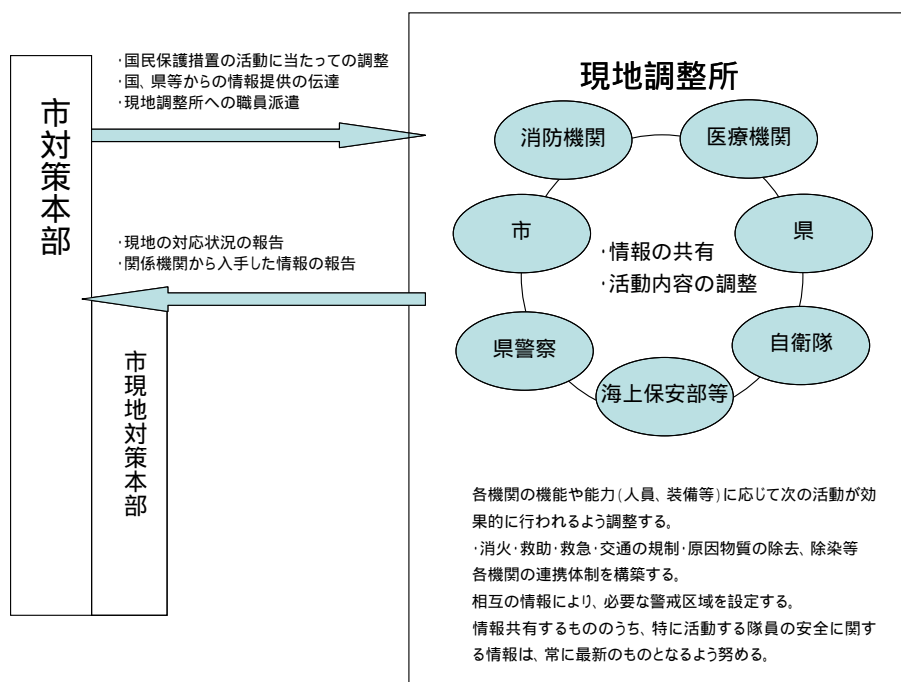 ・国民保護措置の活動に当たっての調整
・国、県等からの情報提供の伝達
・現地調整所への職員派遣
市対策本部
・現地の対応状況の報告
・関係機関から入手した情報の報告
市現地対策本部
現地調整所
消防機関
医療機関
市
県
・情報の共有
・活動内容の調整
県警察
自衛隊
海上保安部等
各機関の機能や能力(人員、装備等)に応じて次の活動が効
果的に行われるよう調整する。
・消火・救助・救急・交通の規制・原因物質の除去、除染等
各機関の連携体制を構築する。
相互の情報により、必要な警戒区域を設定する。
情報共有するもののうち、特に活動する隊員の安全に関す
る情報は、常に最新のものとなるよう努める。